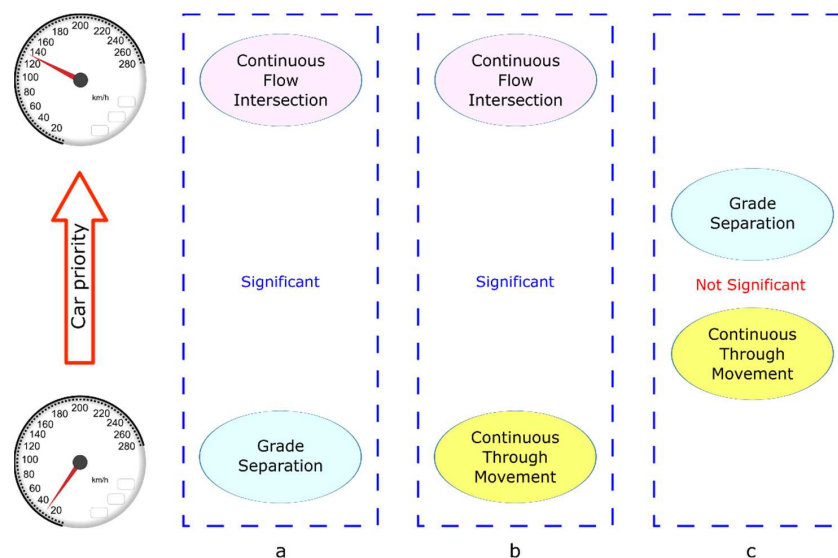 200
180
220
160
240
140
260
120
280
100
80
km/h
60
40
20
Car priority
200
180
220
160
240
140
260
120
280
100
80
km/h
60
40
20
Continuous
Flow
Intersection
Significant
Grade
Separation
a
Continuous
Flow
Intersection
Significant
Continuous
Through
Movement
b
Grade
Separation
Not Significant
Continuous
Through
Movement
c